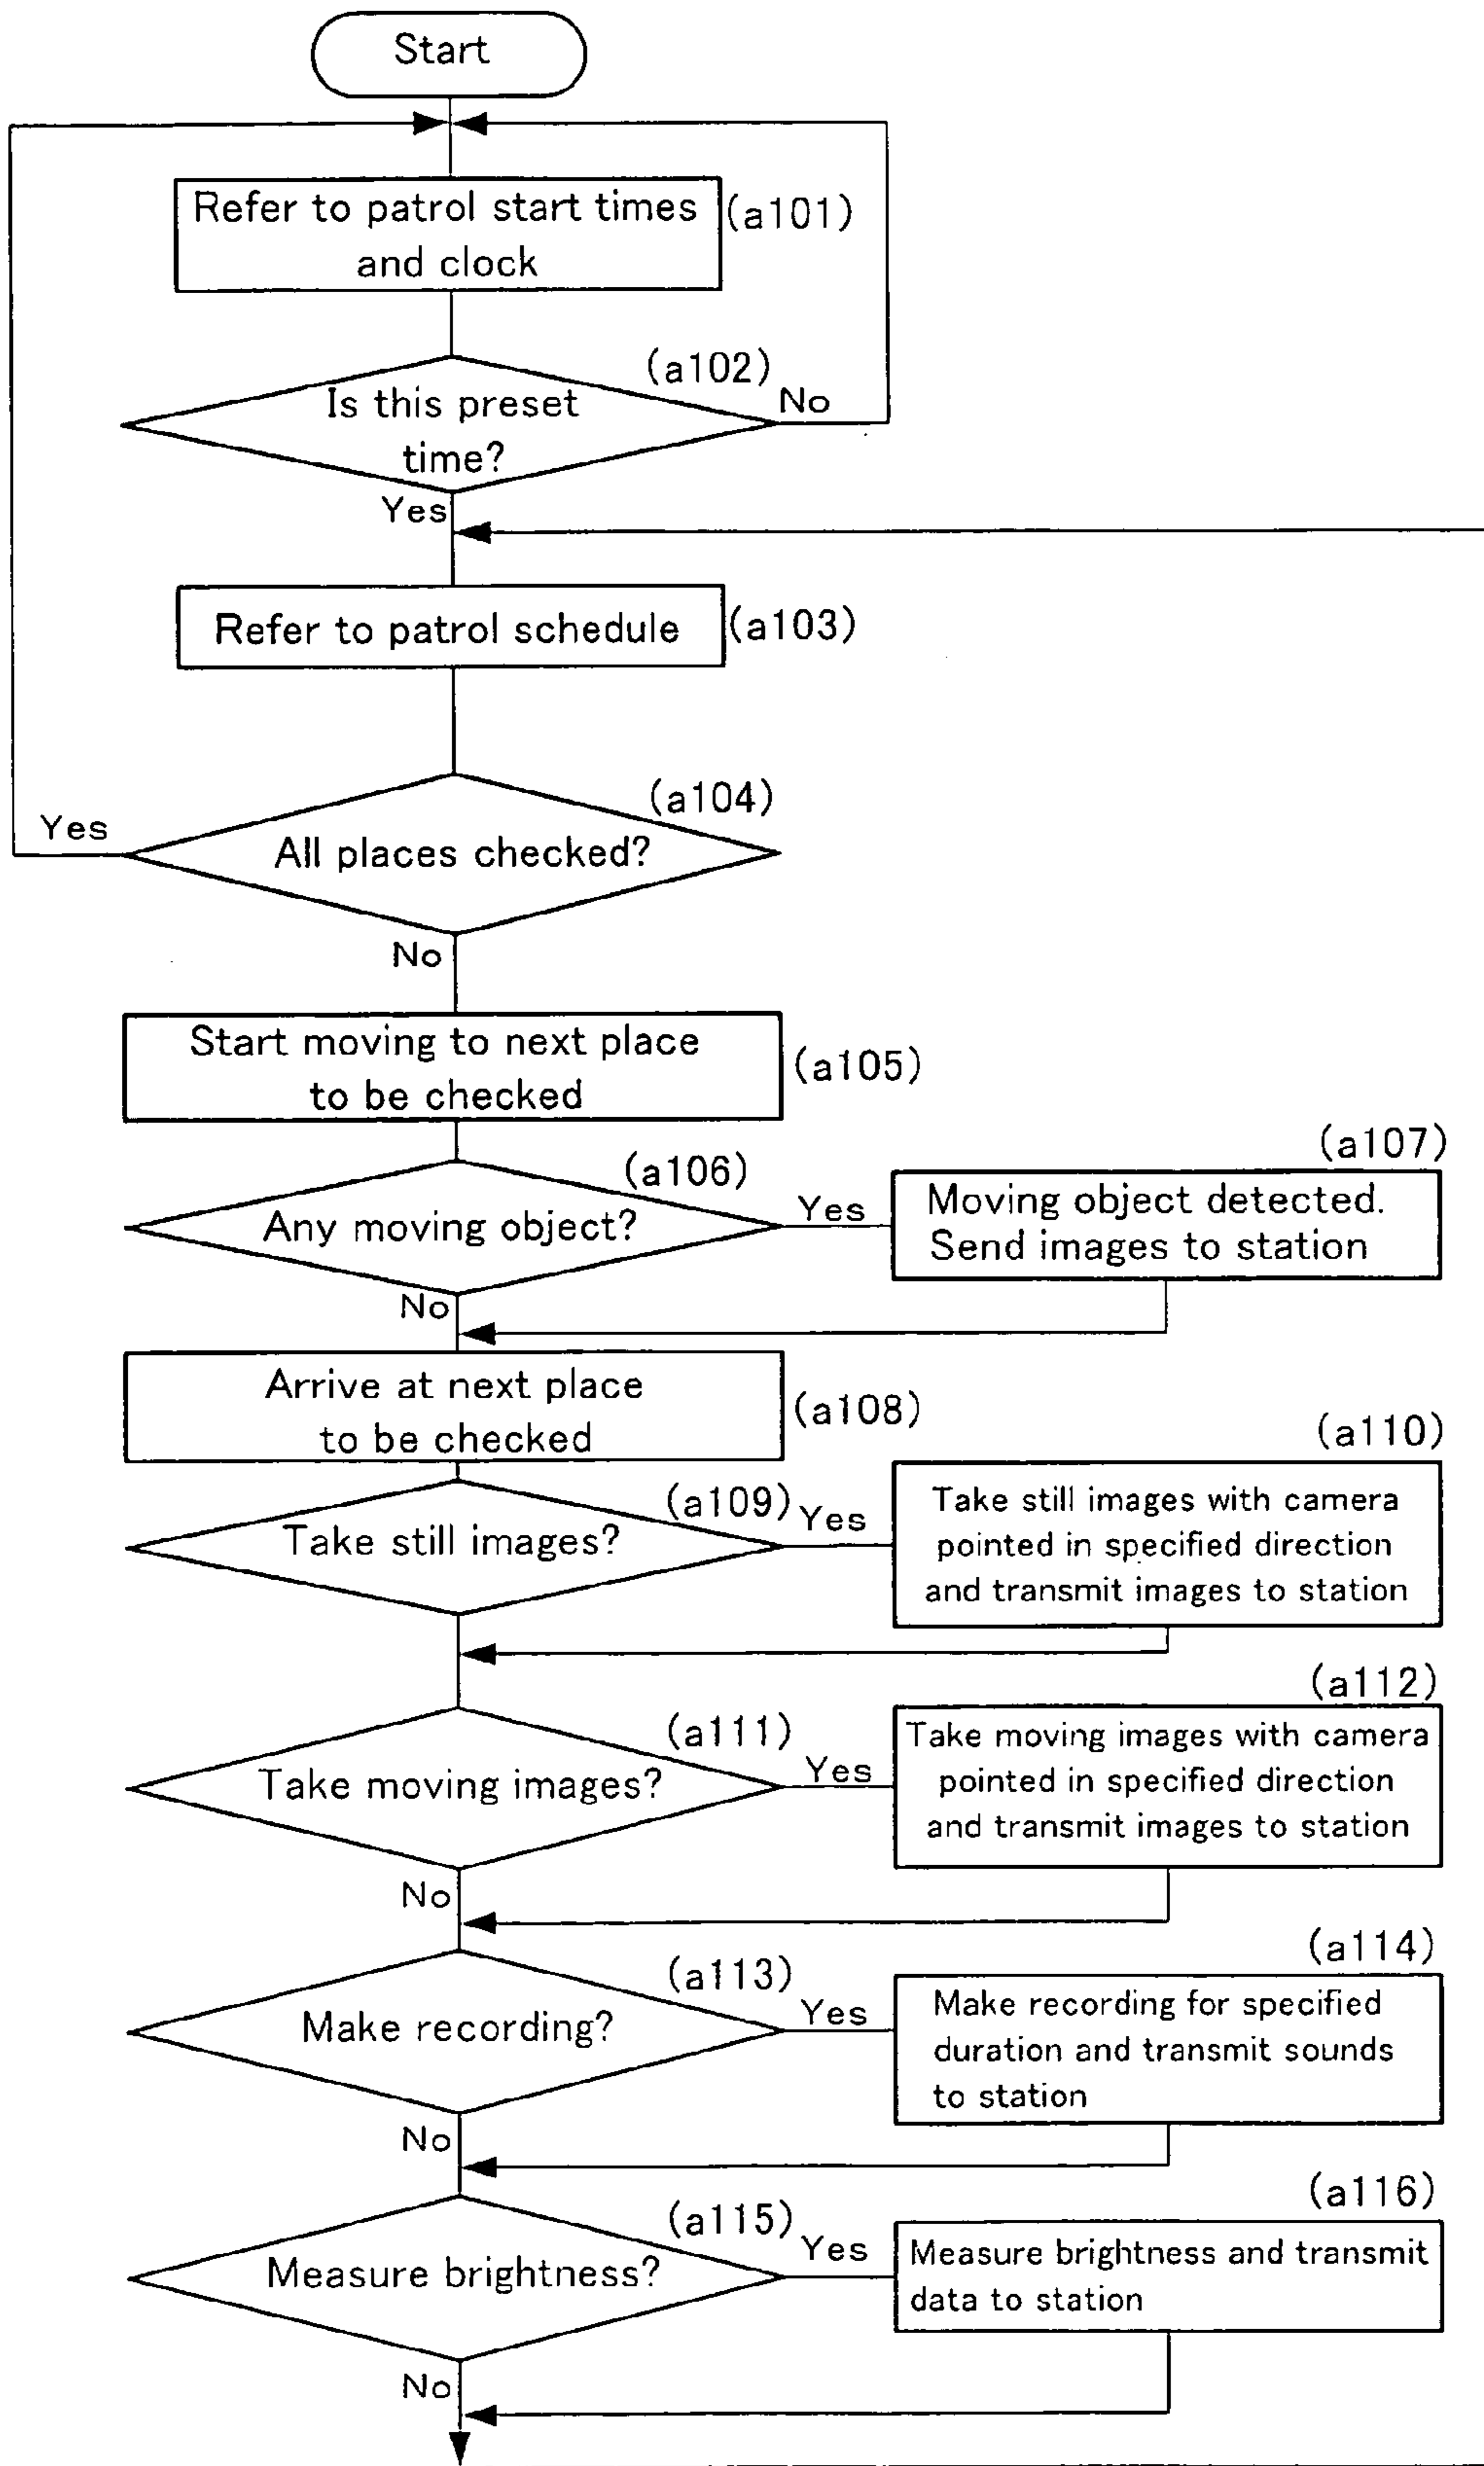 Start
Refer to patrol start times
and clock
(a101)
(a102)
Is this preset
time?
No
Yes
Refer to patrol schedule
(a103)
(a104)
Yes
All places checked?
No
Start moving to next place
to be checked
(a105)
(a106)
Any moving object?
Yes
(a107)
Moving object detected.
Send images to station
No
Arrive at next place
to be checked
(a108)
(a109)
Take still images?
Yes
(a110)
Take still images with camera
pointed in specified direction
and transmit images to station
(a111)
Take moving images?
Yes
(a112)
Take moving images with camera
pointed in specified direction
and transmit images to station
No
(a113)
Make recording?
Yes
(a114)
Make recording for specified
duration and transmit sounds
to station
No
(a115)
Measure brightness?
Yes
(a116)
Measure brightness and transmit
data to station
No